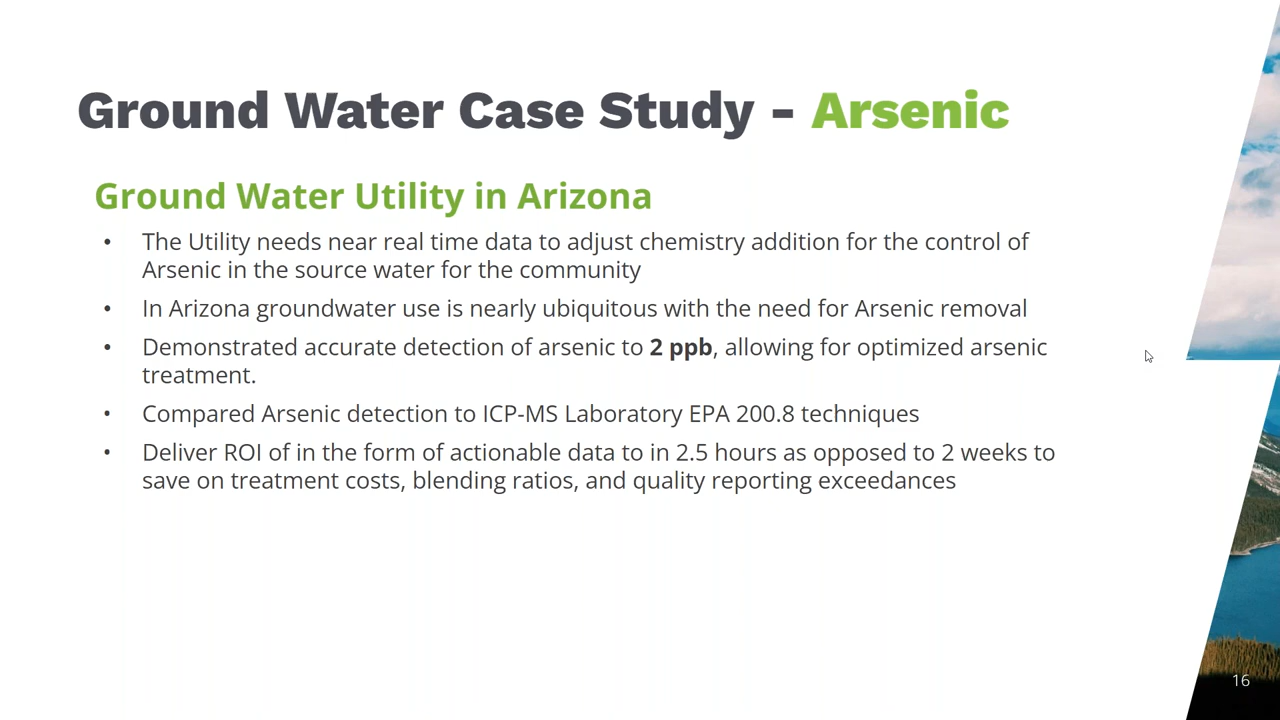 Ground Water Case Study - Arsenic
Ground Water Utility in Arizona
• The Utility needs near real time data to adjust chemistry addition for the control of
Arsenic in the source water for the community
• In Arizona groundwater use is nearly ubiquitous with the need for Arsenic removal
• Demonstrated accurate detection of arsenic to 2 ppb, allowing for optimized arsenic
treatment.
• Compared Arsenic detection to ICP-MS Laboratory EPA 200.8 techniques
• Deliver ROI of in the form of actionable data to in 2.5 hours as opposed to 2 weeks to
save on treatment costs, blending ratios, and quality reporting exceedances
16